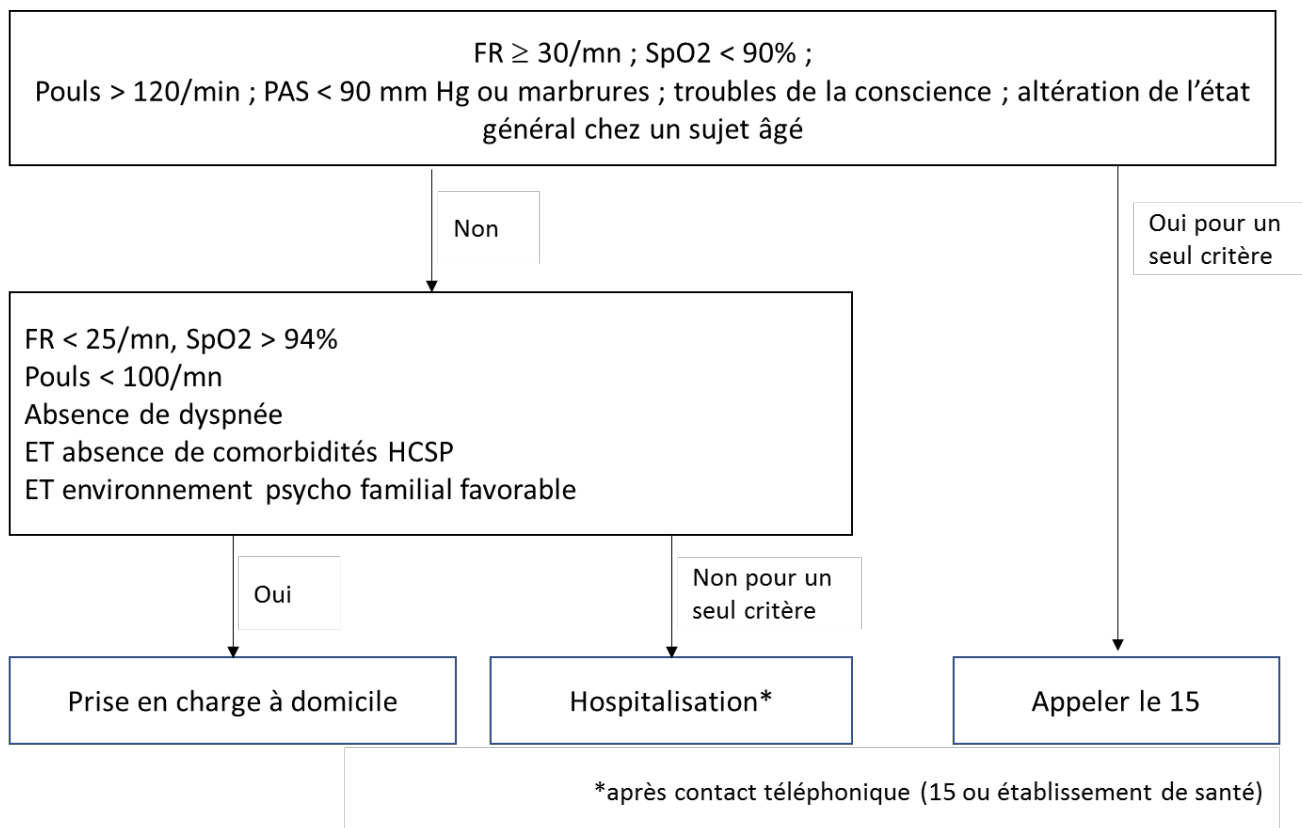 FR ≥ 30/mn ; SpO2 < 90% ;
Pouls > 120/min ; PAS < 90 mm Hg ou marbrures ; troubles de la conscience ; altération de l’état
général chez un sujet âgé
Non
Oui pour un
seul critère
FR < 25/mn, SpO2 > 94%
Pouls < 100/mn
Absence de dyspnée
ET absence de comorbidités HCSP
ET environnement psycho familial favorable
Oui
Non pour un
seul critère
Prise en charge à domicile
Hospitalisation*
Appeler le 15
*après contact téléphonique (15 ou établissement de santé)